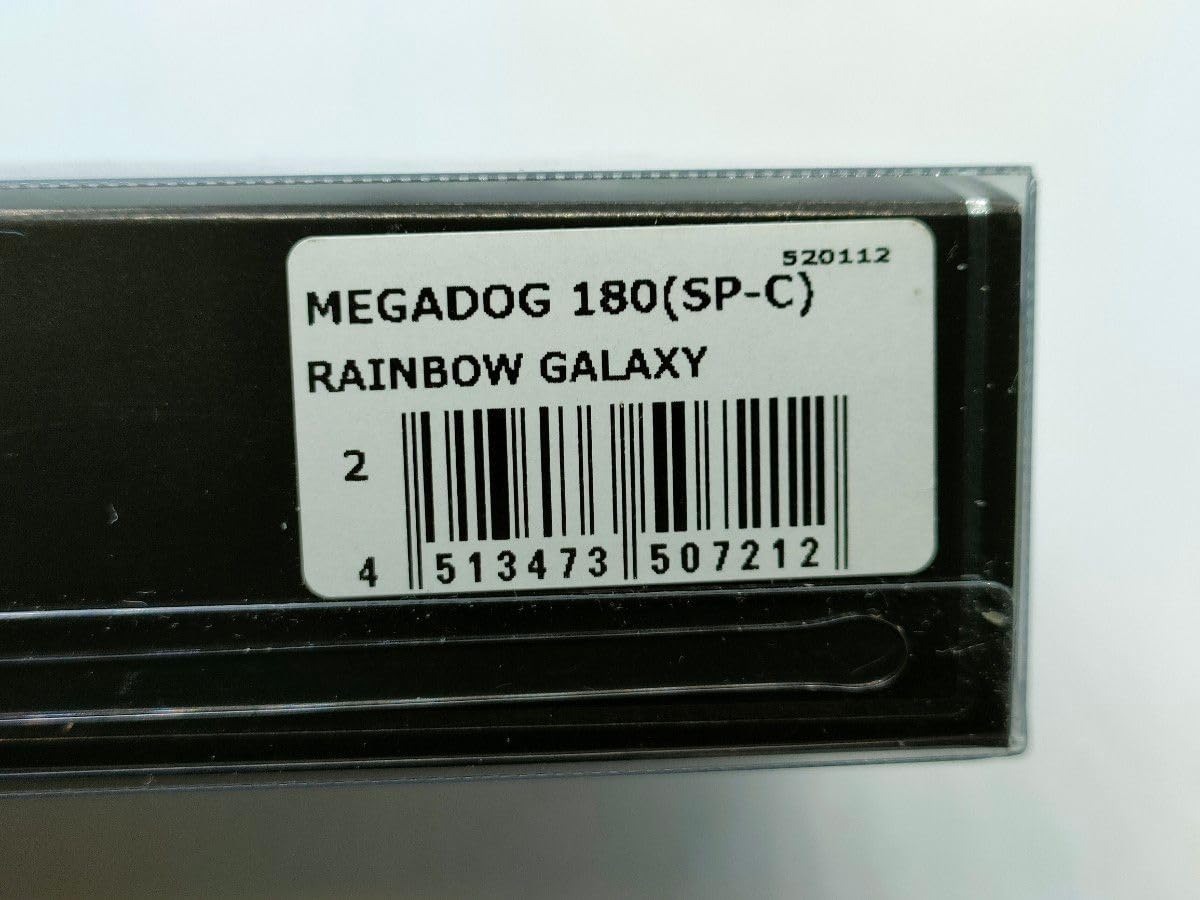 520112
MEGADOG 180(SP-C)
RAINBOW GALAXY
2
4 513473 507212